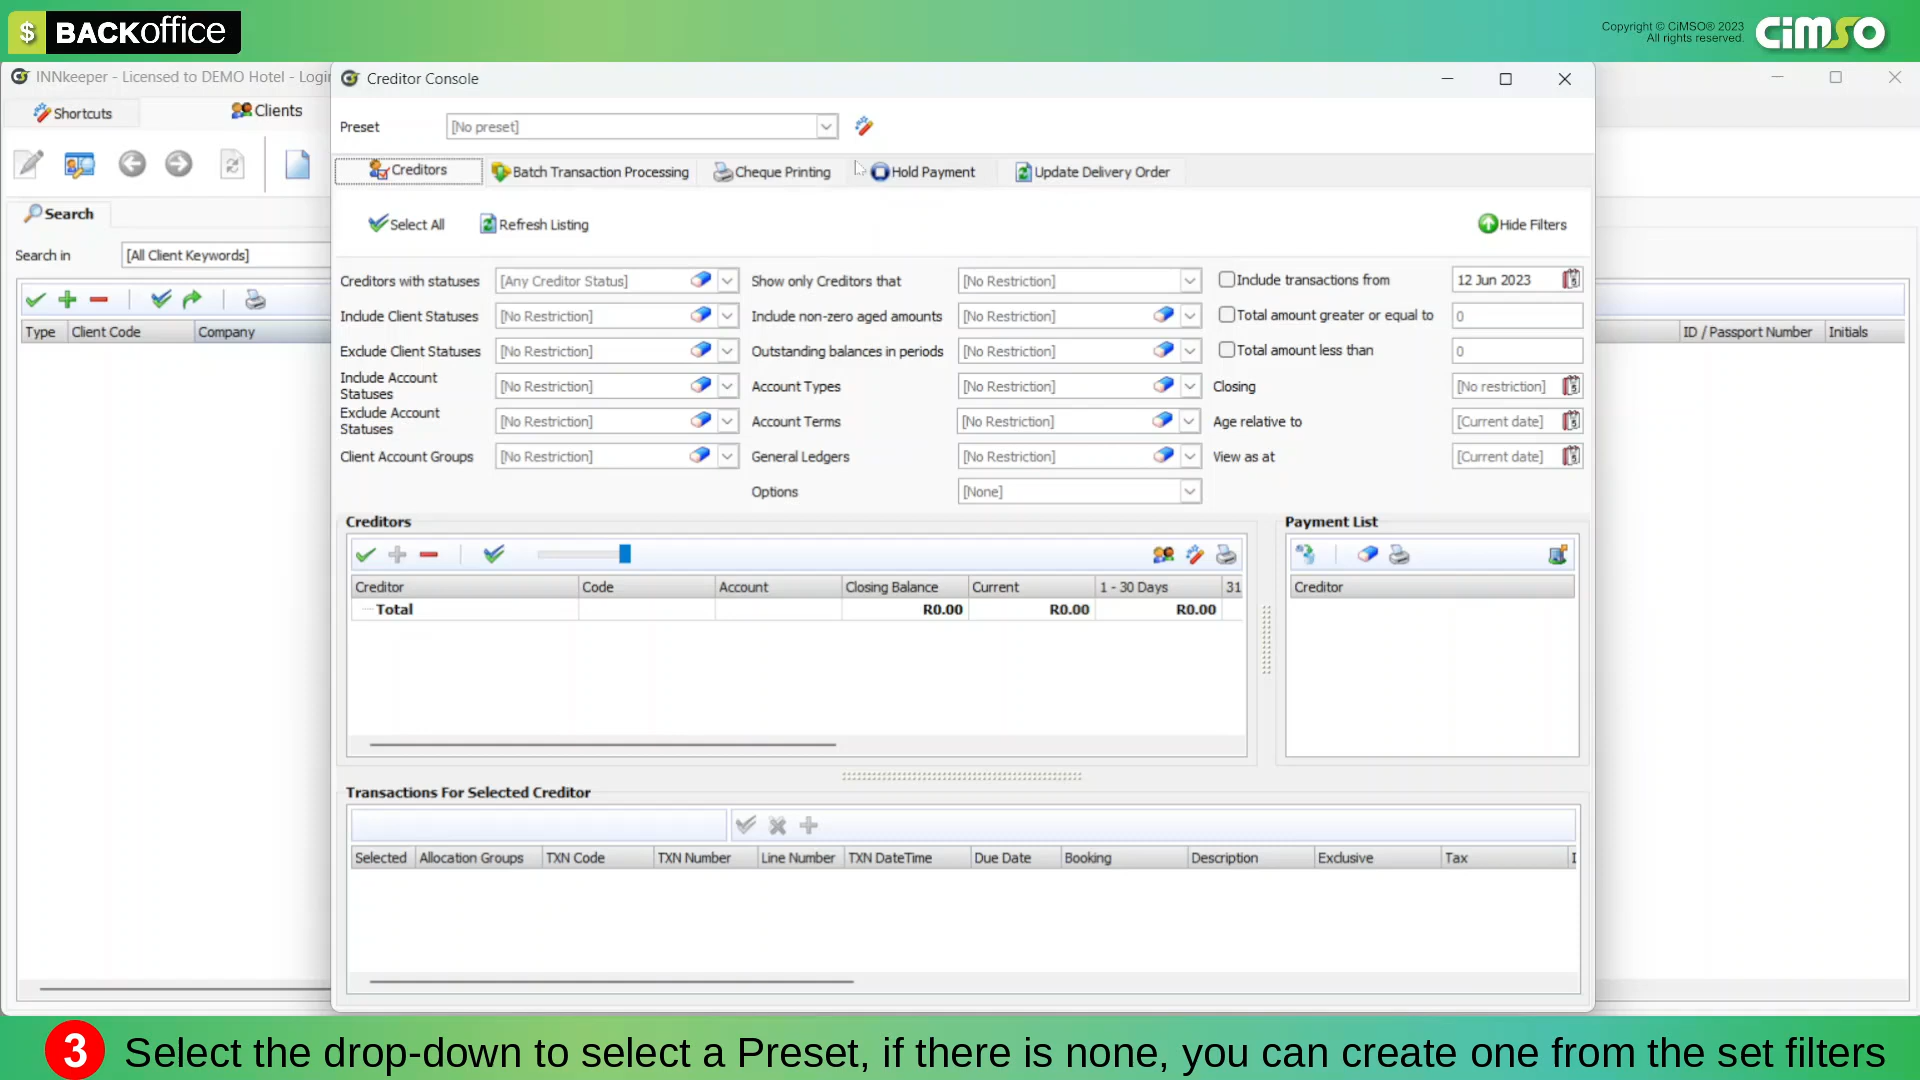 $ BACKoffice
Copyright © CiMSO® 2023
All rights reserved.
CiMSO
INNkeeper - Licensed to DEMO Hotel - Login
Creditor Console
Shortcuts
Clients
Preset
[No preset]
Creditors
Batch Transaction Processing
Cheque Printing
Hold Payment
Update Delivery Order
Search
Select All
Refresh Listing
Hide Filters
Search in
[All Client Keywords]
Creditors with statuses
[Any Creditor Status]
Show only Creditors that
[No Restriction]
Include transactions from
12 Jun 2023
Include Client Statuses
[No Restriction]
Include non-zero aged amounts
[No Restriction]
Total amount greater or equal to
0
Exclude Client Statuses
[No Restriction]
Outstanding balances in periods
[No Restriction]
Total amount less than
0
Include Account
Statuses
[No Restriction]
Account Types
[No Restriction]
Closing
[No restriction]
Exclude Account
Statuses
[No Restriction]
Account Terms
[No Restriction]
Age relative to
[Current date]
Client Account Groups
[No Restriction]
General Ledgers
[No Restriction]
View as at
[Current date]
Options
[None]
Type Client Code Company
ID / Passport Number Initials
Creditors
Payment List
Creditor Code Account Closing Balance Current 1 - 30 Days 31
Total R0.00 R0.00 R0.00
Creditor
Transactions For Selected Creditor
Selected Allocation Groups TXN Code TXN Number Line Number TXN DateTime Due Date Booking Description Exclusive Tax
3 Select the drop-down to select a Preset, if there is none, you can create one from the set filters